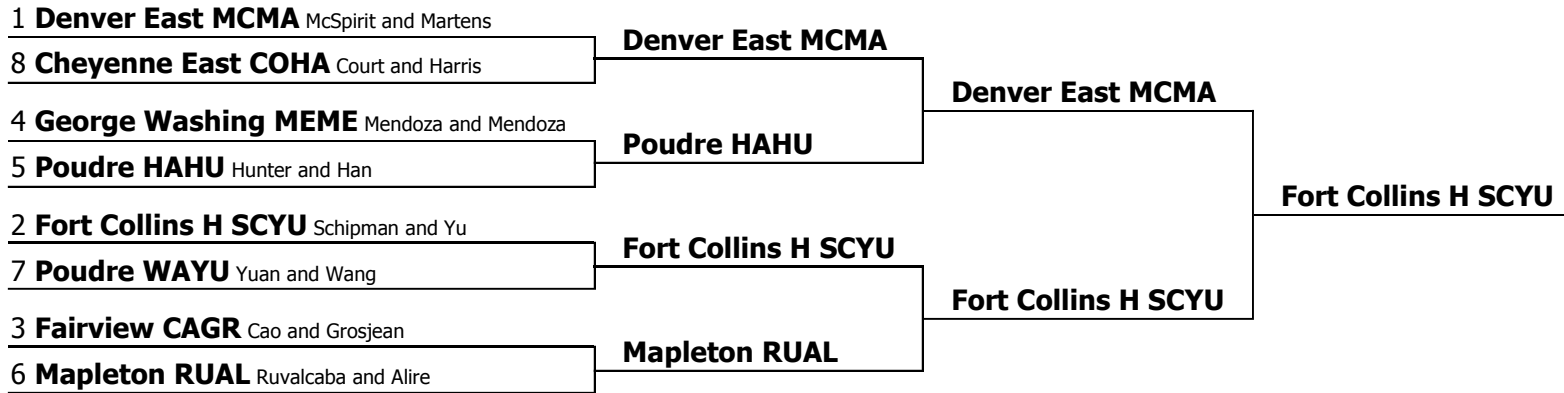 1 Denver East MCMA McSpirit and Martens
8 Cheyenne East COHA Court and Harris
4 George Washing MEME Mendoza and Mendoza
5 Poudre HAHU Hunter and Han
2 Fort Collins H SCYU Schipman and Yu
7 Poudre WAYU Yuan and Wang
3 Fairview CAGR Cao and Grosjean
6 Mapleton RUAL Ruvalcaba and Alire
Denver East MCMA
Poudre HAHU
Fort Collins H SCYU
Mapleton RUAL
Denver East MCMA
Fort Collins H SCYU
Fort Collins H SCYU